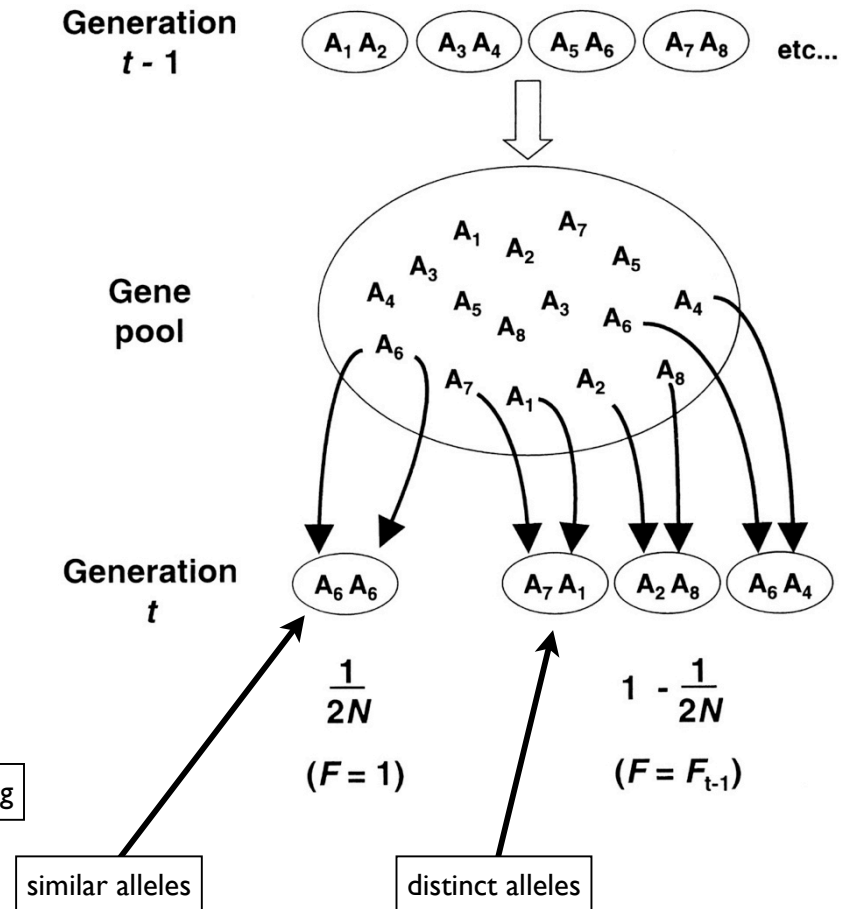 Generation
t - 1
A₁ A₂ A₃ A₄ A₅ A₆ A₇ A₈ etc...
Gene
pool
A₇
A₁
A₂
A₅
A₃
A₄
A₅
A₃
A₄
A₈
A₆
A₆
A₇
A₁
A₂
A₈
Generation
t
A₆ A₆ A₇ A₁ A₂ A₈ A₆ A₄
1/2N
1 - 1/2N
(F = 1)
(F = Fₜ₋₁)
g
similar alleles
distinct alleles